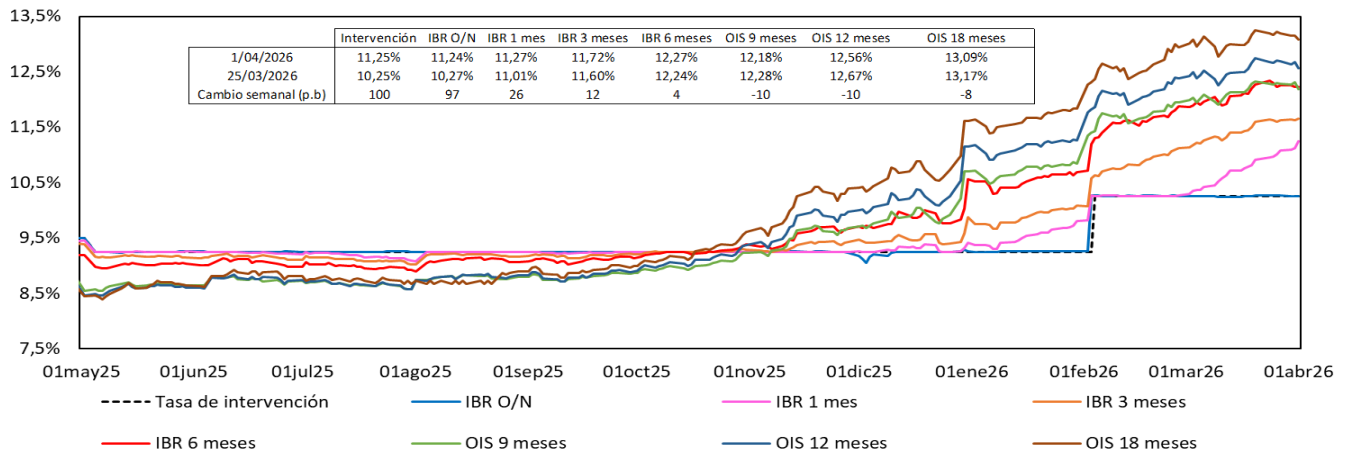 13,5%
12,5%
11,5%
10,5%
9,5%
8,5%
7,5%
Intervención IBR O/N IBR 1 mes IBR 3 meses IBR 6 meses OIS 9 meses OIS 12 meses OIS 18 meses
1/04/2026 11,25% 11,24% 11,27% 11,72% 12,27% 12,18% 12,56% 13,09%
25/03/2026 10,25% 10,27% 11,01% 11,60% 12,24% 12,28% 12,67% 13,17%
Cambio semanal (p.b) 100 97 26 12 4 -10 -10 -8
01may25 01jun25 01jul25 01ago25 01sep25 01oct25 01nov25 01dic25 01ene26 01feb26 01mar26 01abr26
Tasa de intervención IBR O/N IBR 1 mes IBR 3 meses
IBR 6 meses OIS 9 meses OIS 12 meses OIS 18 meses